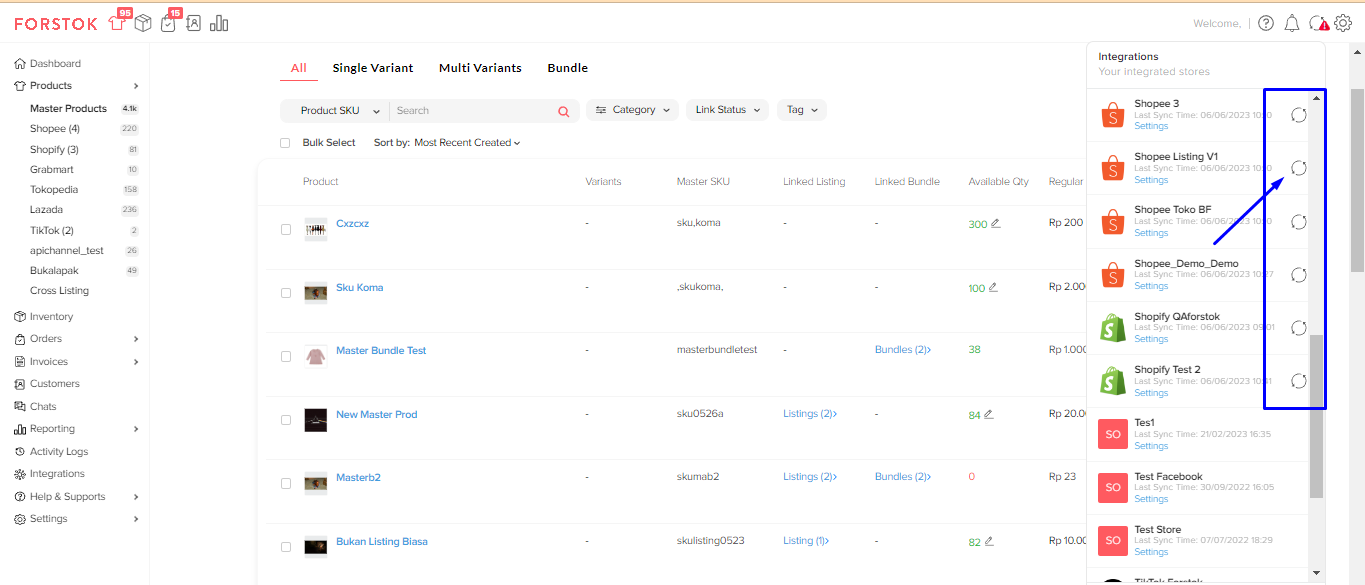 FORSTOK
95
15
Welcome,
Dashboard
Products
Master Products 4.1k
Shopee (4) 220
Shopify (3) 81
Grabmart 10
Tokopedia 158
Lazada 236
TikTok (2) 2
apichannel_test 26
Bukalapak 49
Cross Listing
Inventory
Orders
Invoices
Customers
Chats
Reporting
Activity Logs
Integrations
Help & Supports
Settings
All Single Variant Multi Variants Bundle
Product SKU Search Category Link Status Tag
Bulk Select Sort by: Most Recent Created
Product Variants Master SKU Linked Listing Linked Bundle Available Qty Regular
Cxzcxz - sku,koma - - 300 Rp 200
Sku Koma - ,skukoma, - - 100 Rp 2.000
Master Bundle Test - masterbundletest - Bundles (2)> 38 Rp 1.000
New Master Prod - sku0526a Listings (2)> - 84 Rp 20.00
Masterb2 - skumab2 Listings (2)> Bundles (2)> 0 Rp 23
Bukan Listing Biasa - skulisting0523 Listing (1)> - 82 Rp 10.00
Integrations
Your integrated stores
Shopee 3
Last Sync Time: 06/06/2023
Settings
Shopee Listing V1
Last Sync Time: 06/06/2023
Settings
Shopee Toko BF
Last Sync Time: 06/06/2023
Settings
Shopee_Demo_Demo
Last Sync Time: 06/06/2023
Settings
Shopify QAforstok
Last Sync Time: 06/06/2023 09:01
Settings
Shopify Test 2
Last Sync Time: 06/06/2023
Settings
SO
Tes1
Last Sync Time: 21/02/2023 16:35
Settings
SO
Test Facebook
Last Sync Time: 30/09/2022 16:05
Settings
SO
Test Store
Last Sync Time: 07/07/2022 18:29
Settings
TikTok Forstok